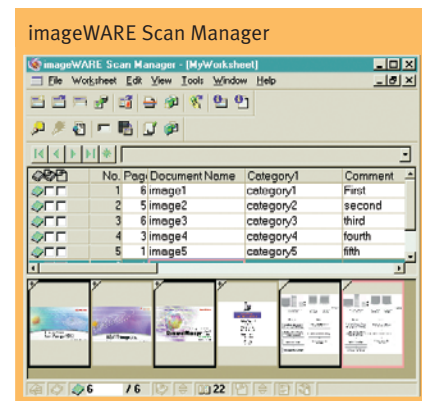 imageWARE Scan Manager
imageWARE Scan Manager - [MyWorksheet]
File Worksheet Edit View Tools Window Help
No. Page Document Name Category1 Comment
1 6 image1 category1 First
2 5 image2 category2 second
3 6 image3 category3 third
4 3 image4 category4 fourth
5 1 image5 category5 fifth
6 / 6 22